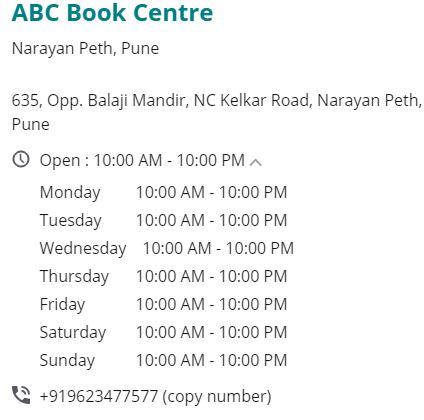 ABC Book Centre
Narayan Peth, Pune
635, Opp. Balaji Mandir, NC Kelkar Road, Narayan Peth,
Pune
Open : 10:00 AM - 10:00 PM
Monday 10:00 AM - 10:00 PM
Tuesday 10:00 AM - 10:00 PM
Wednesday 10:00 AM - 10:00 PM
Thursday 10:00 AM - 10:00 PM
Friday 10:00 AM - 10:00 PM
Saturday 10:00 AM - 10:00 PM
Sunday 10:00 AM - 10:00 PM
+919623477577 (copy number)